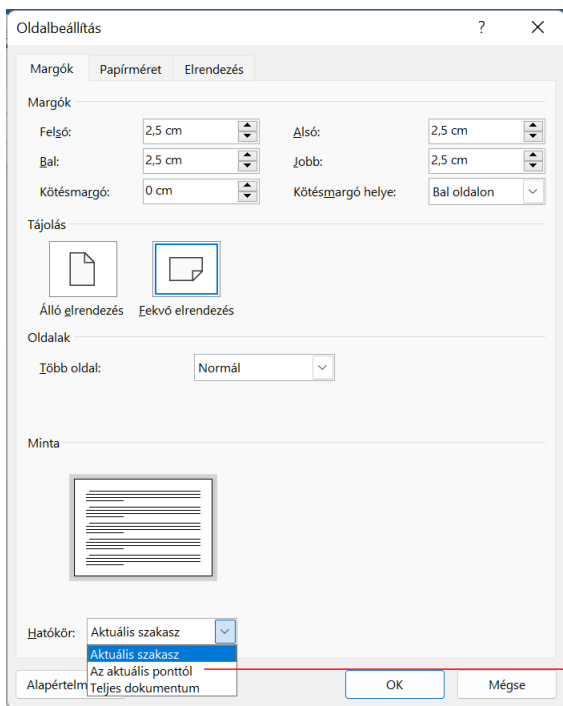 Oldalbeállítás ?
Margók Papírméret Elrendezés
Margók
Felső: 2,5 cm Alsó: 2,5 cm
Bal: 2,5 cm Jobb: 2,5 cm
Kötésmargó: 0 cm Kötésmargó helye: Bal oldalon
Tájolás
Álló elrendezés Fekvő elrendezés
Oldalak
Több oldal: Normál
Minta
Hatókör: Aktuális szakasz
Aktuális szakasz
Az aktuális ponttól
Teljes dokumentum
Alapértelm OK Mégse